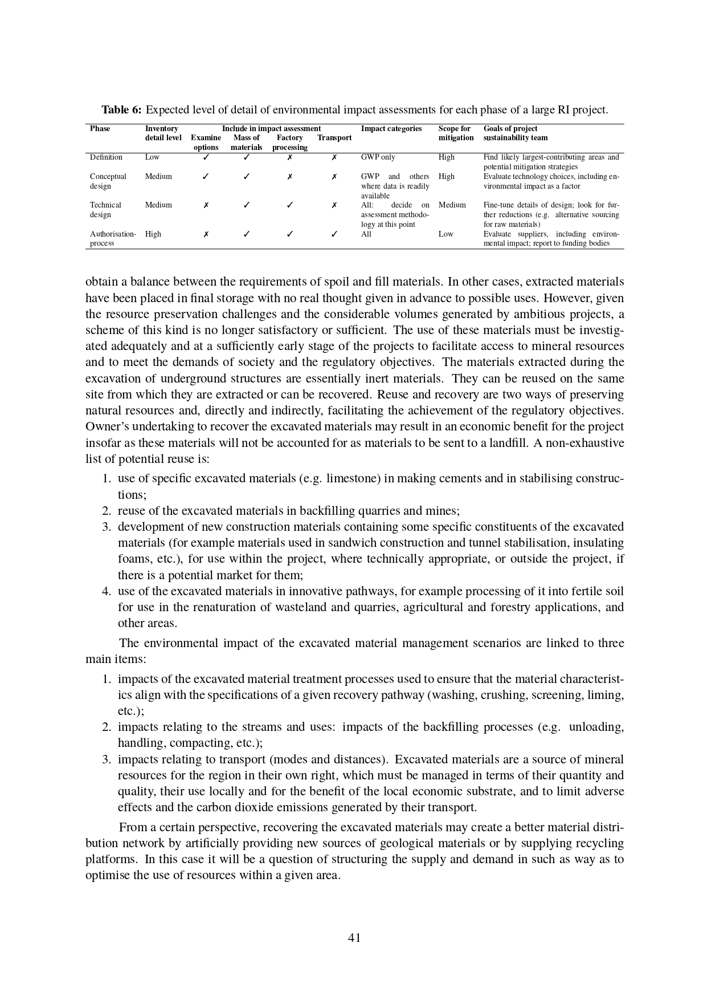 Table 6: Expected level of detail of environmental impact assessments for each phase of a large RI project.
Phase Inventory Include in impact assessment Impact categories Scope for Goals of project
detail level Examine Mass of Factory Transport mitigation sustainability team
options materials processing
Definition Low ✓ ✓ ✗ ✗ GWP only High Find likely largest-contributing areas and
potential mitigation strategies
Conceptual Medium ✓ ✓ ✗ ✗ GWP and others High Evaluate technology choices, including en-
design where data is readily vironmental impact as a factor
available
Technical Medium ✗ ✓ ✓ ✗ All: decide on Medium Fine-tune details of design; look for fur-
design assessment methodo- ther reductions (e.g. alternative sourcing
logy at this point for raw materials)
Authorisation- High ✗ ✓ ✓ ✓ All Low Evaluate suppliers, including environ-
process mental impact; report to funding bodies
obtain a balance between the requirements of spoil and fill materials. In other cases, extracted materials
have been placed in final storage with no real thought given in advance to possible uses. However, given
the resource preservation challenges and the considerable volumes generated by ambitious projects, a
scheme of this kind is no longer satisfactory or sufficient. The use of these materials must be investig-
ated adequately and at a sufficiently early stage of the projects to facilitate access to mineral resources
and to meet the demands of society and the regulatory objectives. The materials extracted during the
excavation of underground structures are essentially inert materials. They can be reused on the same
site from which they are extracted or can be recovered. Reuse and recovery are two ways of preserving
natural resources and, directly and indirectly, facilitating the achievement of the regulatory objectives.
Owner's undertaking to recover the excavated materials may result in an economic benefit for the project
insofar as these materials will not be accounted for as materials to be sent to a landfill. A non-exhaustive
list of potential reuse is:
1. use of specific excavated materials (e.g. limestone) in making cements and in stabilising construc-
tions;
2. reuse of the excavated materials in backfilling quarries and mines;
3. development of new construction materials containing some specific constituents of the excavated
materials (for example materials used in sandwich construction and tunnel stabilisation, insulating
foams, etc.), for use within the project, where technically appropriate, or outside the project, if
there is a potential market for them;
4. use of the excavated materials in innovative pathways, for example processing of it into fertile soil
for use in the renaturation of wasteland and quarries, agricultural and forestry applications, and
other areas.
The environmental impact of the excavated material management scenarios are linked to three
main items:
1. impacts of the excavated material treatment processes used to ensure that the material characterist-
ics align with the specifications of a given recovery pathway (washing, crushing, screening, liming,
etc.);
2. impacts relating to the streams and uses: impacts of the backfilling processes (e.g. unloading,
handling, compacting, etc.);
3. impacts relating to transport (modes and distances). Excavated materials are a source of mineral
resources for the region in their own right, which must be managed in terms of their quantity and
quality, their use locally and for the benefit of the local economic substrate, and to limit adverse
effects and the carbon dioxide emissions generated by their transport.
From a certain perspective, recovering the excavated materials may create a better material distri-
bution network by artificially providing new sources of geological materials or by supplying recycling
platforms. In this case it will be a question of structuring the supply and demand in such as way as to
optimise the use of resources within a given area.
41